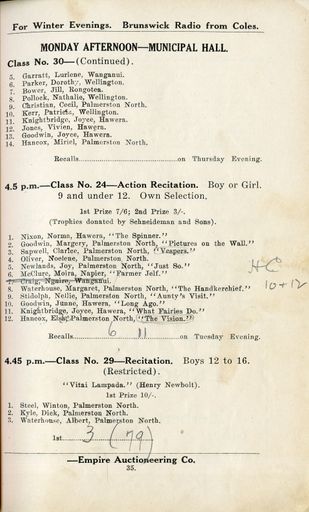 For Winter Evenings. Brunswick Radio from Coles.
MONDAY AFTERNOON—MUNICIPAL HALL.
Class No. 30—(Continued).
5. Garratt, Lurlene, Wanganui.
6. Parker, Dorothy, Wellington.
7. Bower, Jill, Rongotea.
8. Pollock, Nathalie, Wellington.
9. Christian, Cecil, Palmerston North.
10. Kerr, Patricia, Wellington.
11. Knightbridge, Joyce, Hawera.
12. Jones, Vivien, Hawera.
13. Goodwin, Joyce, Hawera.
14. Hancox, Miriel, Palmerston North.
Recalls..............................on Thursday Evening.
4.5 p.m.—Class No. 24—Action Recitation. Boy or Girl.
9 and under 12. Own Selection.
1st Prize 7/6; 2nd Prize 3/-.
(Trophies donated by Schneideman and Sons).
1. Nixon, Norma, Hawera, "The Spinner."
2. Goodwin, Margery, Palmerston North, "Pictures on the Wall."
3. Sapwell, Clarice, Palmerston North, "Vespers."
4. Oliver, Noelene, Palmerston North.
5. Newlands, Joy, Palmerston North, "Just So."
6. McClure, Moira, Napier, "Farmer Jelf."
7. Craig, Ngaire, Wanganui.
8. Waterhouse, Margaret, Palmerston North, "The Handkerchief."
9. Stidolph, Nellie, Palmerston North, "Aunty's Visit."
10. Goodwin, June, Hawera, "Long Ago."
11. Knightbridge, Joyce, Hawera, "What Fairies Do."
12. Hancox, Palmerston North, "The Vision."
HC
10 + 12
Recalls 6 11 on Tuesday Evening.
4.45 p.m.—Class No. 29—Recitation. Boys 12 to 16.
(Restricted).
"Vitai Lampada." (Henry Newbolt).
1st Prize 10/-.
1. Steel, Winton, Palmerston North.
2. Kyle, Dick, Palmerston North.
3. Waterhouse, Albert, Palmerston North.
1st 3 (79)
—Empire Auctioneering Co.
35.